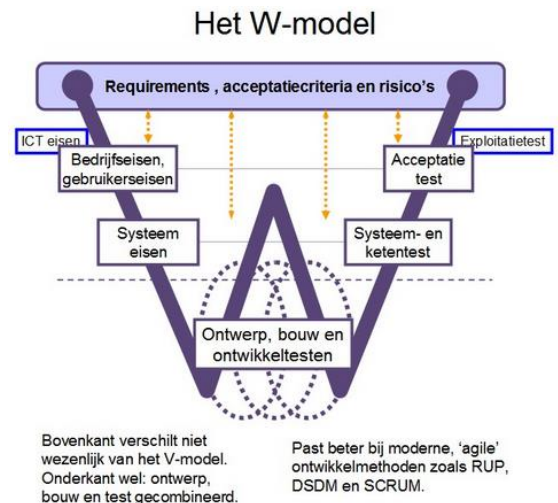 Het W-model
Requirements , acceptatiecriteria en risico's
ICT eisen
Exploitatietest
Bedrijfseisen,
gebruikerseisen
Acceptatie
test
Systeem
eisen
Systeem- en
ketentest
Ontwerp, bouw en
ontwikkeltesten
Bovenkant verschilt niet
wezenlijk van het V-model.
Onderkant wel: ontwerp,
bouw en test gecombineerd.
Past beter bij moderne, 'agile'
ontwikkelmethoden zoals RUP,
DSDM en SCRUM.